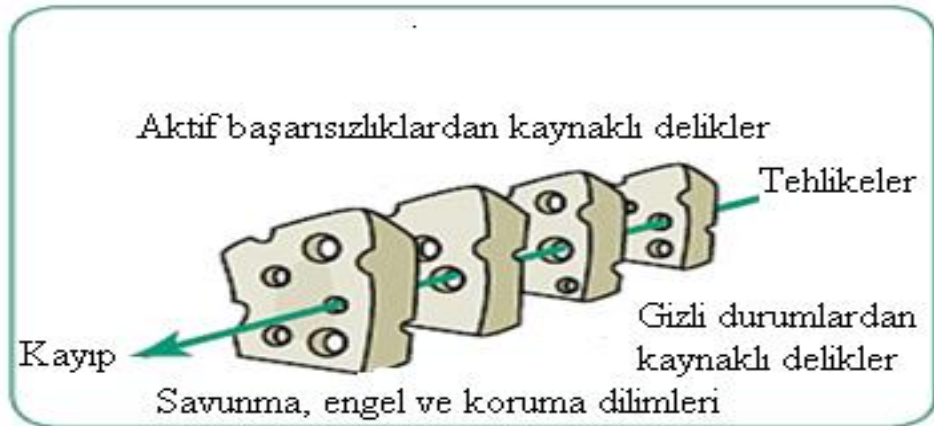 Aktif başarısızlıklardan kaynaklı delikler
Tehlikeler
Gizli durumlardan
kaynaklı delikler
Kayıp
Savunma, engel ve koruma dilimleri